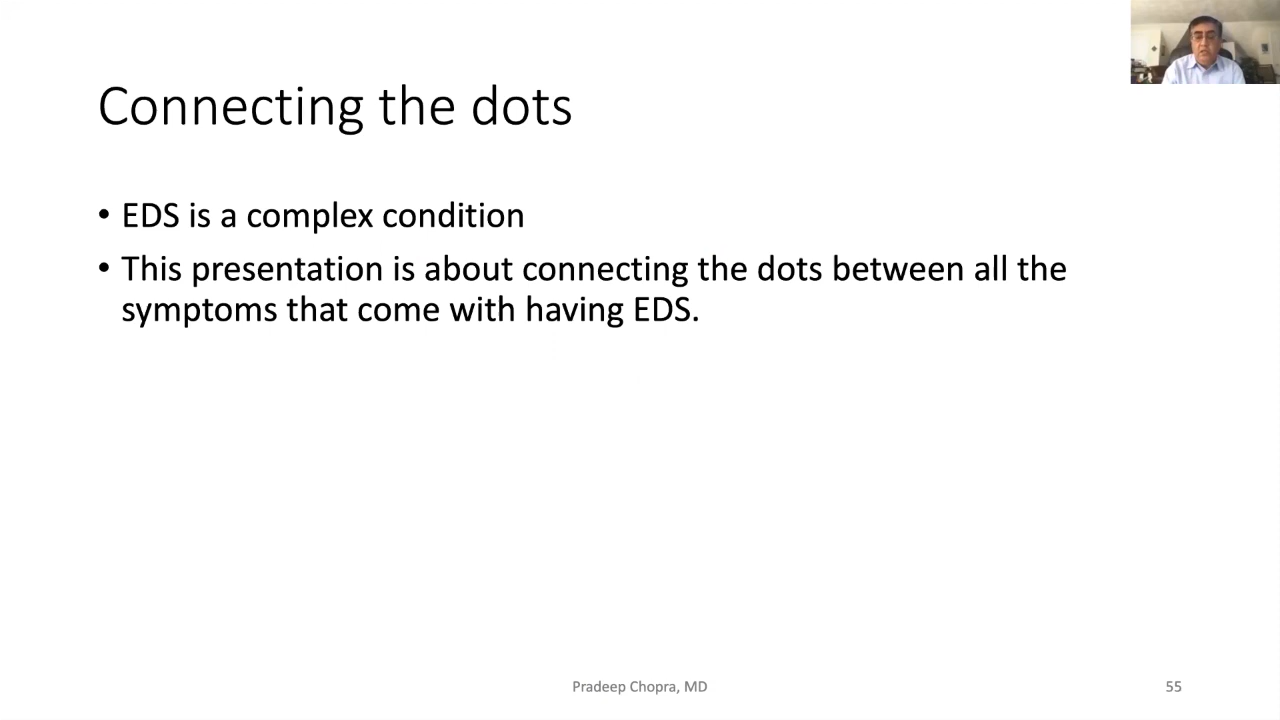 Connecting the dots
• EDS is a complex condition
• This presentation is about connecting the dots between all the
symptoms that come with having EDS.
Pradeep Chopra, MD
55